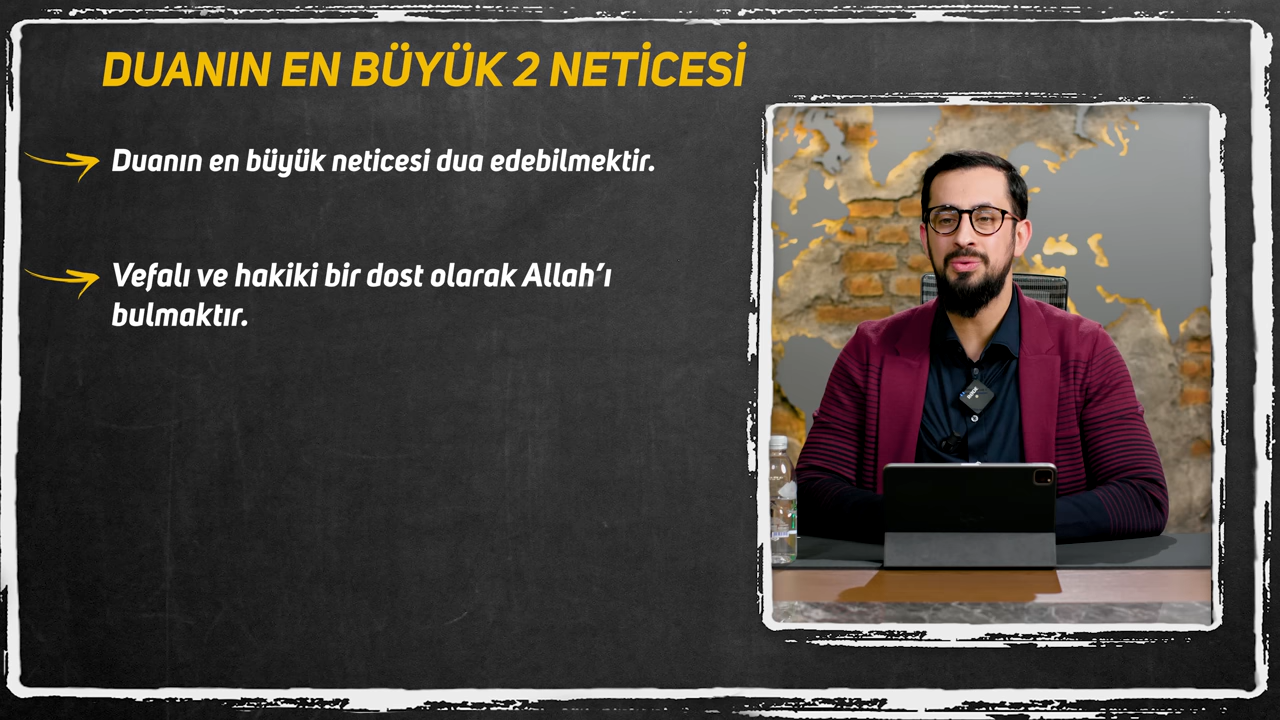 DUANIN EN BÜYÜK 2 NETİCESİ
Duanın en büyük neticesi dua edebilmektir.
Vefalı ve hakiki bir dost olarak Allah’ı
bulmaktır.